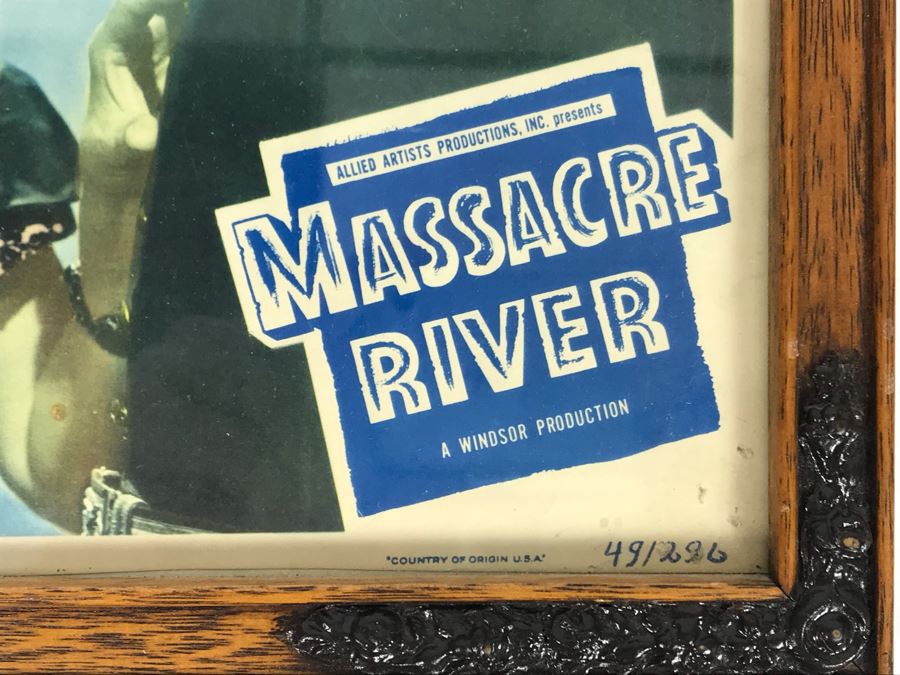 ALLIED ARTISTS PRODUCTIONS, INC. presents
MASSACRE
RIVER
A WINDSOR PRODUCTION
"COUNTRY OF ORIGIN U.S.A." 49/286